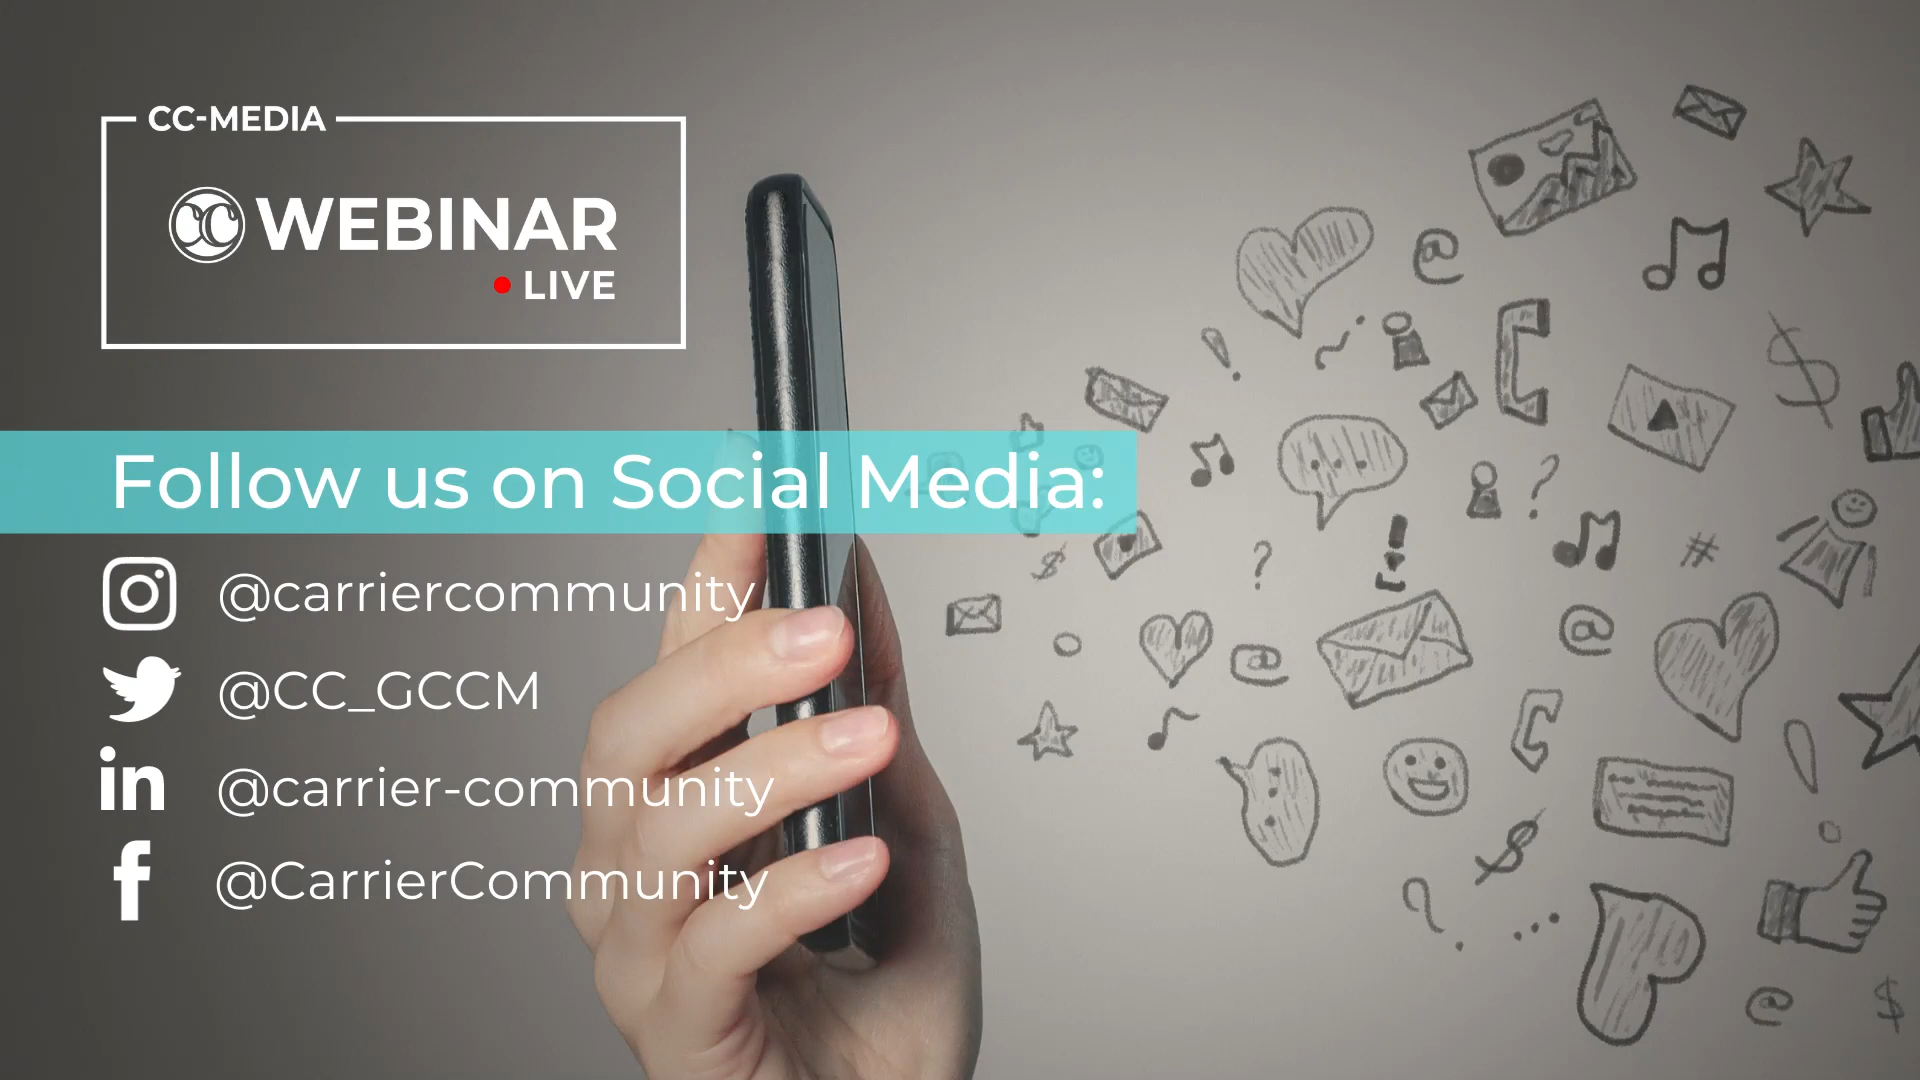 CC-MEDIA
WEBINAR
LIVE
Follow us on Social Media:
@carriercommunity
@CC_GCCM
@carrier-community
@CarrierCommunity